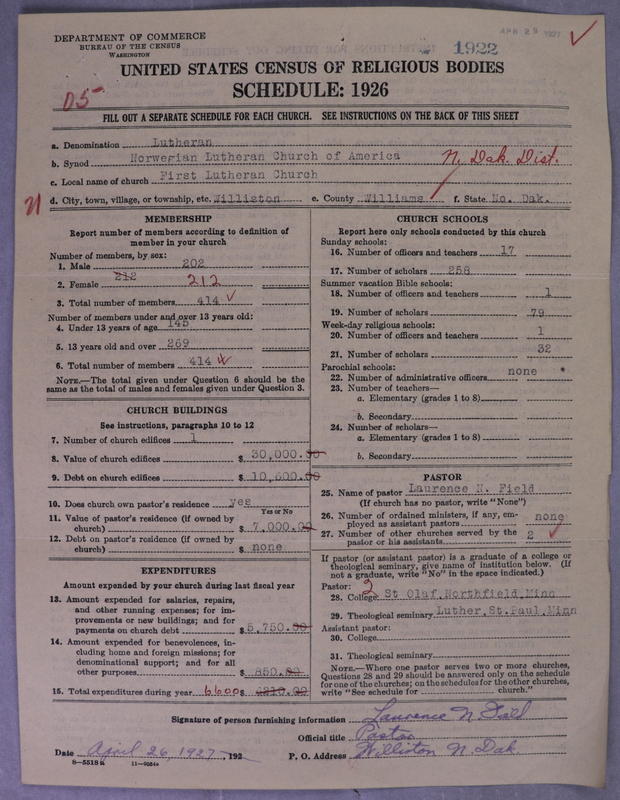 APR 29 1927
1922
DEPARTMENT OF COMMERCE
BUREAU OF THE CENSUS
WASHINGTON
UNITED STATES CENSUS OF RELIGIOUS BODIES
SCHEDULE: 1926
D5
FILL OUT A SEPARATE SCHEDULE FOR EACH CHURCH. SEE INSTRUCTIONS ON THE BACK OF THIS SHEET
a. Denomination Lutheran
b. Synod Norwegian Lutheran Church of America N. Dak. Dist.
c. Local name of church First Lutheran Church
d. City, town, village, or township, etc. Williston e. County Williams f. State No. Dak.
MEMBERSHIP
Report number of members according to definition of
member in your church
Number of members, by sex:
1. Male 202
2. Female 212 212
3. Total number of members 414
Number of members under and over 13 years old:
4. Under 13 years of age 145
5. 13 years old and over 269
6. Total number of members 414
NOTE.—The total given under Question 6 should be the
same as the total of males and females given under Question 3.
CHURCH BUILDINGS
See instructions, paragraphs 10 to 12
7. Number of church edifices 1
8. Value of church edifices $ 30,000.00
9. Debt on church edifices $ 10,600.00
10. Does church own pastor's residence yes
Yes or No
11. Value of pastor's residence (if owned by
church) $ 7,000.00
12. Debt on pastor's residence (if owned by
church) $ none
EXPENDITURES
Amount expended by your church during last fiscal year
13. Amount expended for salaries, repairs,
and other running expenses; for im-
provements or new buildings; and for
payments on church debt $ 5,750.00
14. Amount expended for benevolences, in-
cluding home and foreign missions; for
denominational support; and for all
other purposes $ 850.00
15. Total expenditures during year 6600 $
CHURCH SCHOOLS
Report here only schools conducted by this church
Sunday schools:
16. Number of officers and teachers 17
17. Number of scholars 258
Summer vacation Bible schools:
18. Number of officers and teachers 1
19. Number of scholars 79
Week-day religious schools:
20. Number of officers and teachers 1
21. Number of scholars 32
Parochial schools:
22. Number of administrative officers none
23. Number of teachers—
a. Elementary (grades 1 to 8)
b. Secondary
24. Number of scholars—
a. Elementary (grades 1 to 8)
b. Secondary
PASTOR
25. Name of pastor Laurence N. Field
(If church has no pastor, write "None")
26. Number of ordained ministers, if any, em-
ployed as assistant pastors none
27. Number of other churches served by the
pastor or his assistants 2
If pastor (or assistant pastor) is a graduate of a college or
theological seminary, give name of institution below. (If
not a graduate, write "No" in the space indicated.)
Pastor: 2
28. College St Olaf, Northfield, Minn
29. Theological seminary Luther, St. Paul, Minn
Assistant pastor:
30. College
31. Theological seminary
NOTE.—Where one pastor serves two or more churches,
Questions 28 and 29 should be answered only on the schedule
for one of the churches; on the schedules for the other churches,
write "See schedule for church."
Signature of person furnishing information Laurence N Field
Official title Pastor
Date April 26, 1927, 192 P. O. Address Williston N. Dak.
8—5518 a 11—9084a